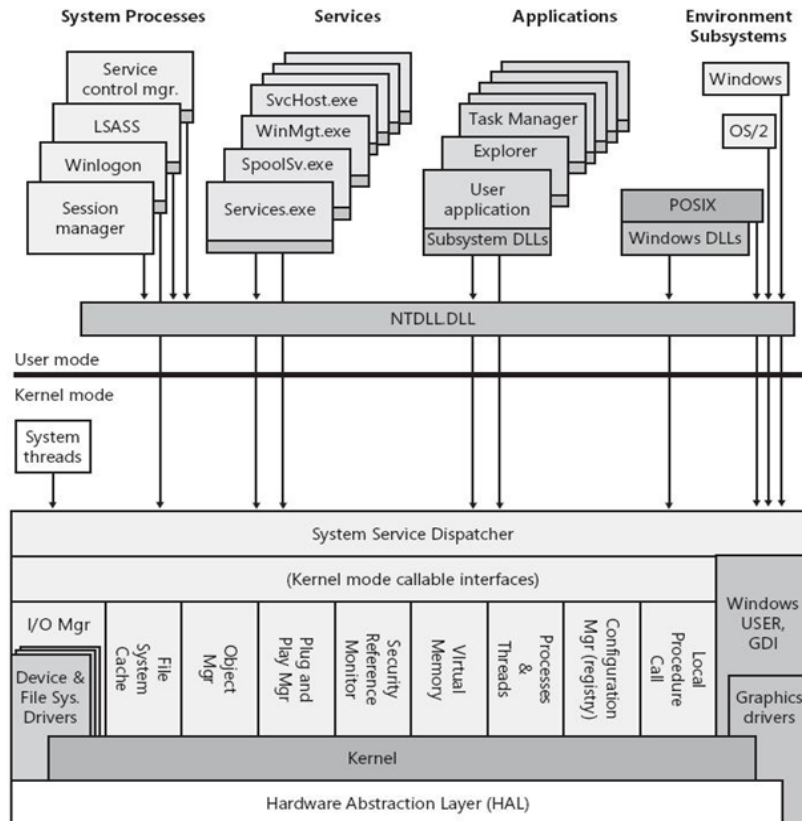 System Processes
Services
Applications
Environment
Subsystems
Service
control mgr.
LSASS
Winlogon
Session
manager
SvcHost.exe
WinMgt.exe
SpoolSv.exe
Services.exe
Task Manager
Explorer
User
application
Subsystem DLLs
Windows
OS/2
POSIX
Windows DLLs
NTDLL.DLL
User mode
Kernel mode
System
threads
System Service Dispatcher
(Kernel mode callable interfaces)
I/O Mgr
Device &
File Sys.
Drivers
File
System
Cache
Object
Mgr
Plug and
Play Mgr
Security
Reference
Monitor
VIrtual
Memory
Processes
&
Threads
Configuration
Mgr (registry)
Local
Procedure
Call
Windows
USER,
GDI
Graphics
drivers
Kernel
Hardware Abstraction Layer (HAL)